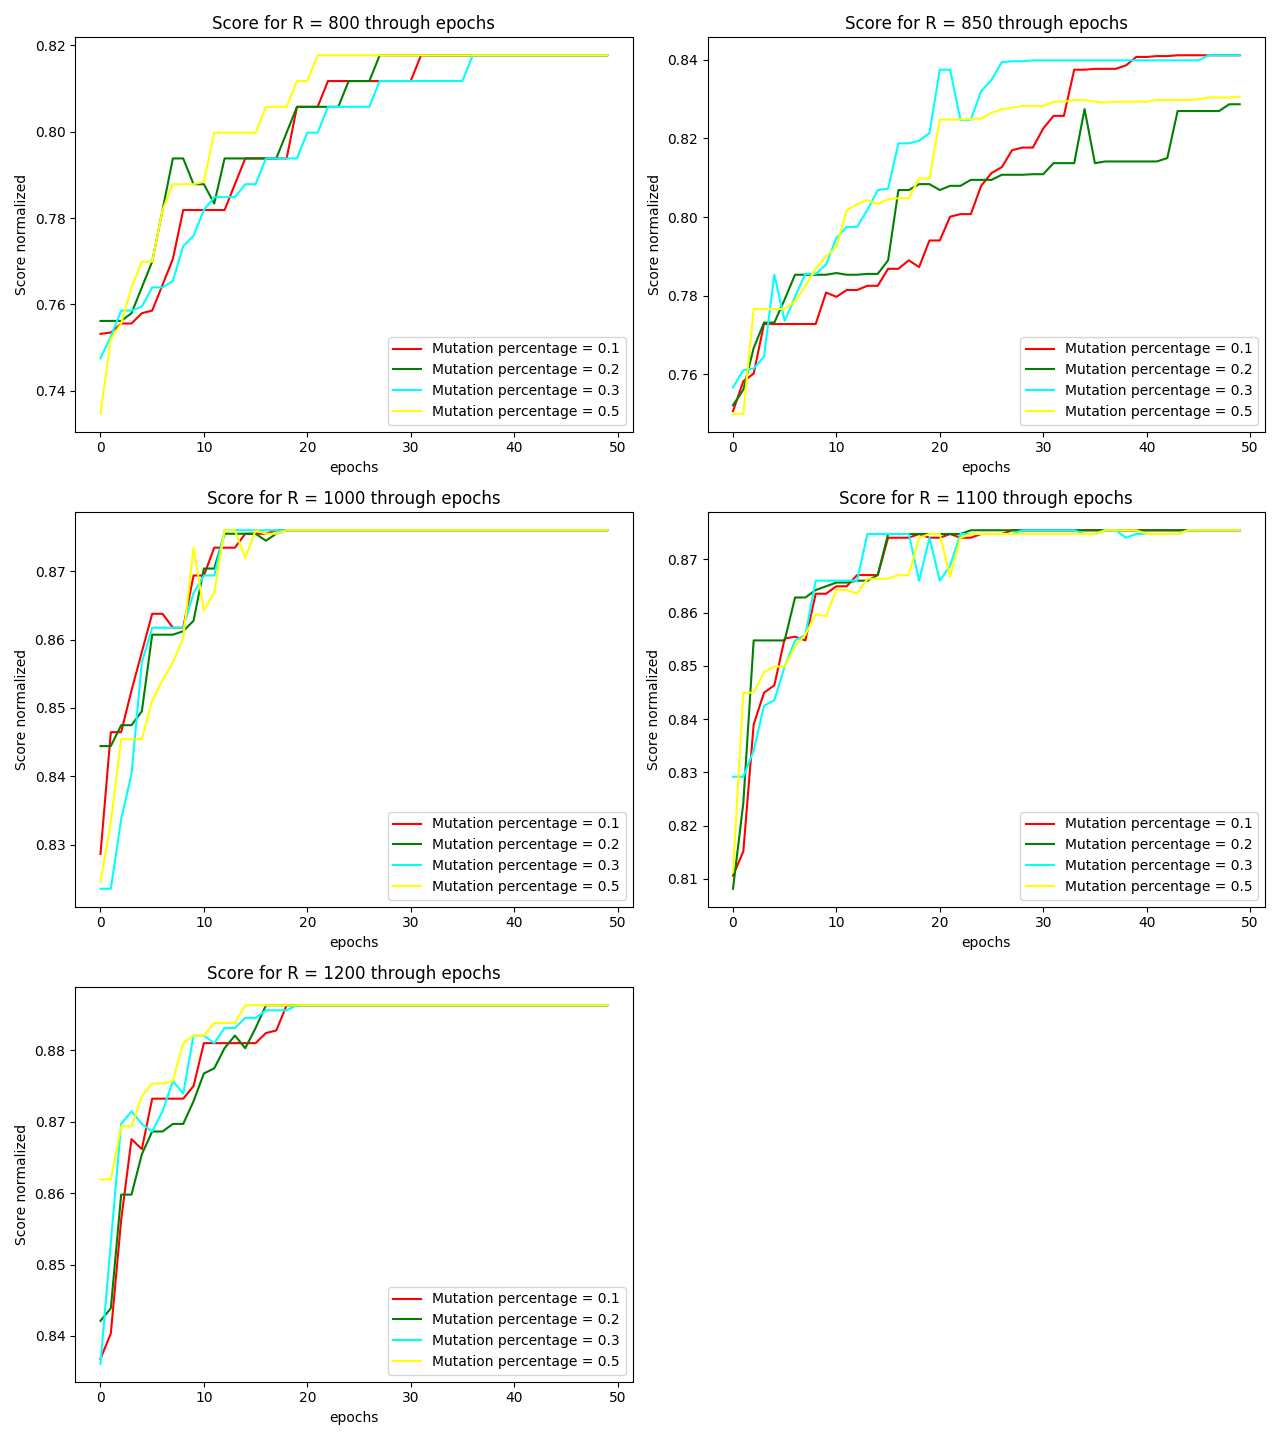 Score for R = 800 through epochs
Score normalized
0.82
0.80
0.78
0.76
0.74
0 10 20 30 40 50
epochs
Mutation percentage = 0.1
Mutation percentage = 0.2
Mutation percentage = 0.3
Mutation percentage = 0.5
Score for R = 850 through epochs
Score normalized
0.84
0.82
0.80
0.78
0.76
0 10 20 30 40 50
epochs
Mutation percentage = 0.1
Mutation percentage = 0.2
Mutation percentage = 0.3
Mutation percentage = 0.5
Score for R = 1000 through epochs
Score normalized
0.87
0.86
0.85
0.84
0.83
0 10 20 30 40 50
epochs
Mutation percentage = 0.1
Mutation percentage = 0.2
Mutation percentage = 0.3
Mutation percentage = 0.5
Score for R = 1100 through epochs
Score normalized
0.87
0.86
0.85
0.84
0.83
0.82
0.81
0 10 20 30 40 50
epochs
Mutation percentage = 0.1
Mutation percentage = 0.2
Mutation percentage = 0.3
Mutation percentage = 0.5
Score for R = 1200 through epochs
Score normalized
0.88
0.87
0.86
0.85
0.84
0 10 20 30 40 50
epochs
Mutation percentage = 0.1
Mutation percentage = 0.2
Mutation percentage = 0.3
Mutation percentage = 0.5